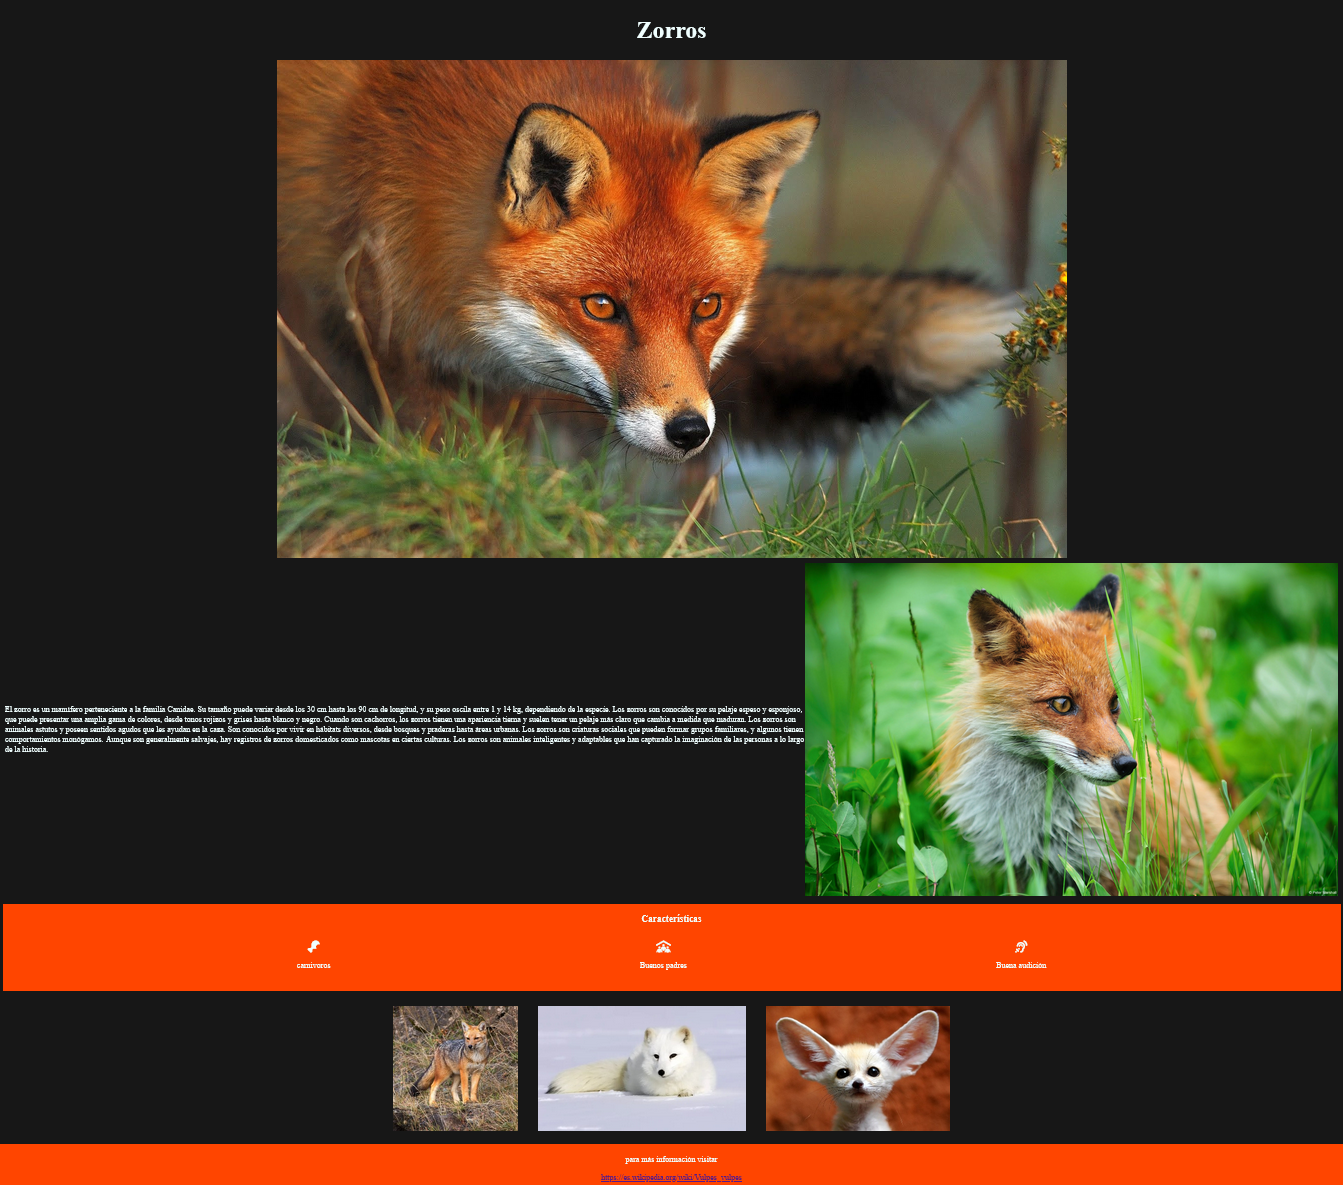 Zorros
El zorro es un mamífero perteneciente a la familia Canidae. Su tamaño puede variar desde los 30 cm hasta los 90 cm de longitud, y su peso oscila entre 1 y 14 kg, dependiendo de la especie. Los zorros son conocidos por su pelaje espeso y esponjoso,
que puede presentar una amplia gama de colores, desde tonos rojizos y grises hasta blanco y negro. Cuando son cachorros, los zorros tienen una apariencia tierna y suelen tener un pelaje más claro que cambia a medida que maduran. Los zorros son
animales astutos y poseen sentidos agudos que les ayudan en la caza. Son conocidos por vivir en hábitats diversos, desde bosques y praderas hasta áreas urbanas. Los zorros son criaturas sociales que pueden formar grupos familiares, y algunos tienen
comportamientos monógamos. Aunque son generalmente salvajes, hay registros de zorros domesticados como mascotas en ciertas culturas. Los zorros son animales inteligentes y adaptables que han capturado la imaginación de las personas a lo largo
de la historia.
Características
carnívoros
Buenos padres
Buena audición
para más información visitar
https://es.wikipedia.org/wiki/Vulpes_vulpes